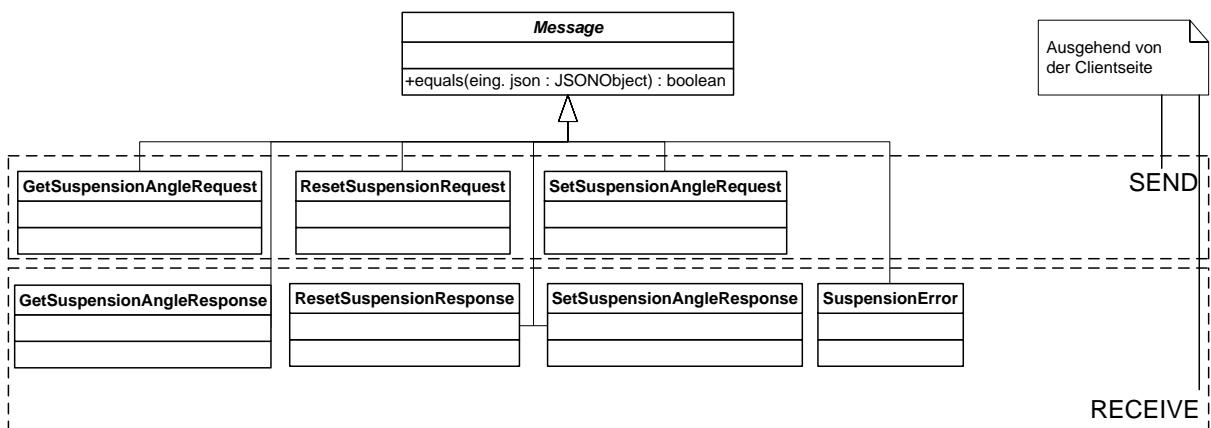 Message
+equals(eing. json : JSONObject) : boolean
Ausgehend von
der Clientseite
GetSuspensionAngleRequest
ResetSuspensionRequest
SetSuspensionAngleRequest
SEND
GetSuspensionAngleResponse
ResetSuspensionResponse
SetSuspensionAngleResponse
SuspensionError
RECEIVE